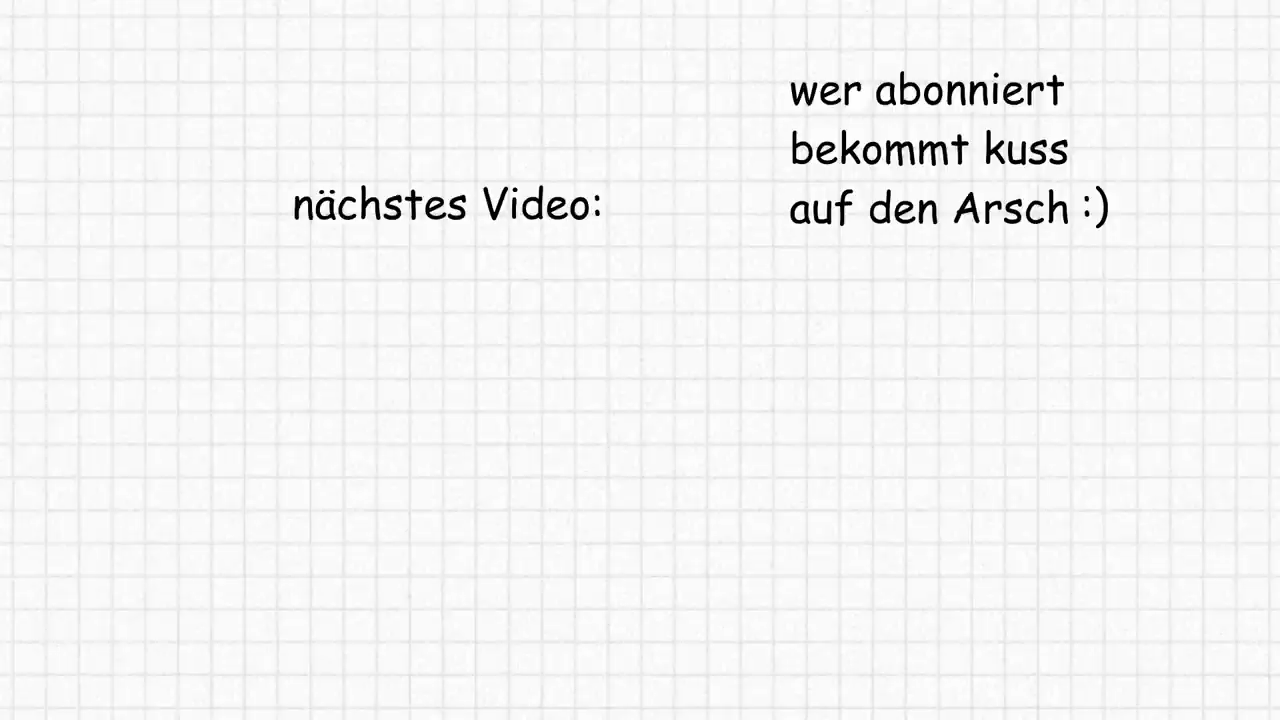 nächstes Video:
wer abonniert
bekommt kuss
auf den Arsch :)